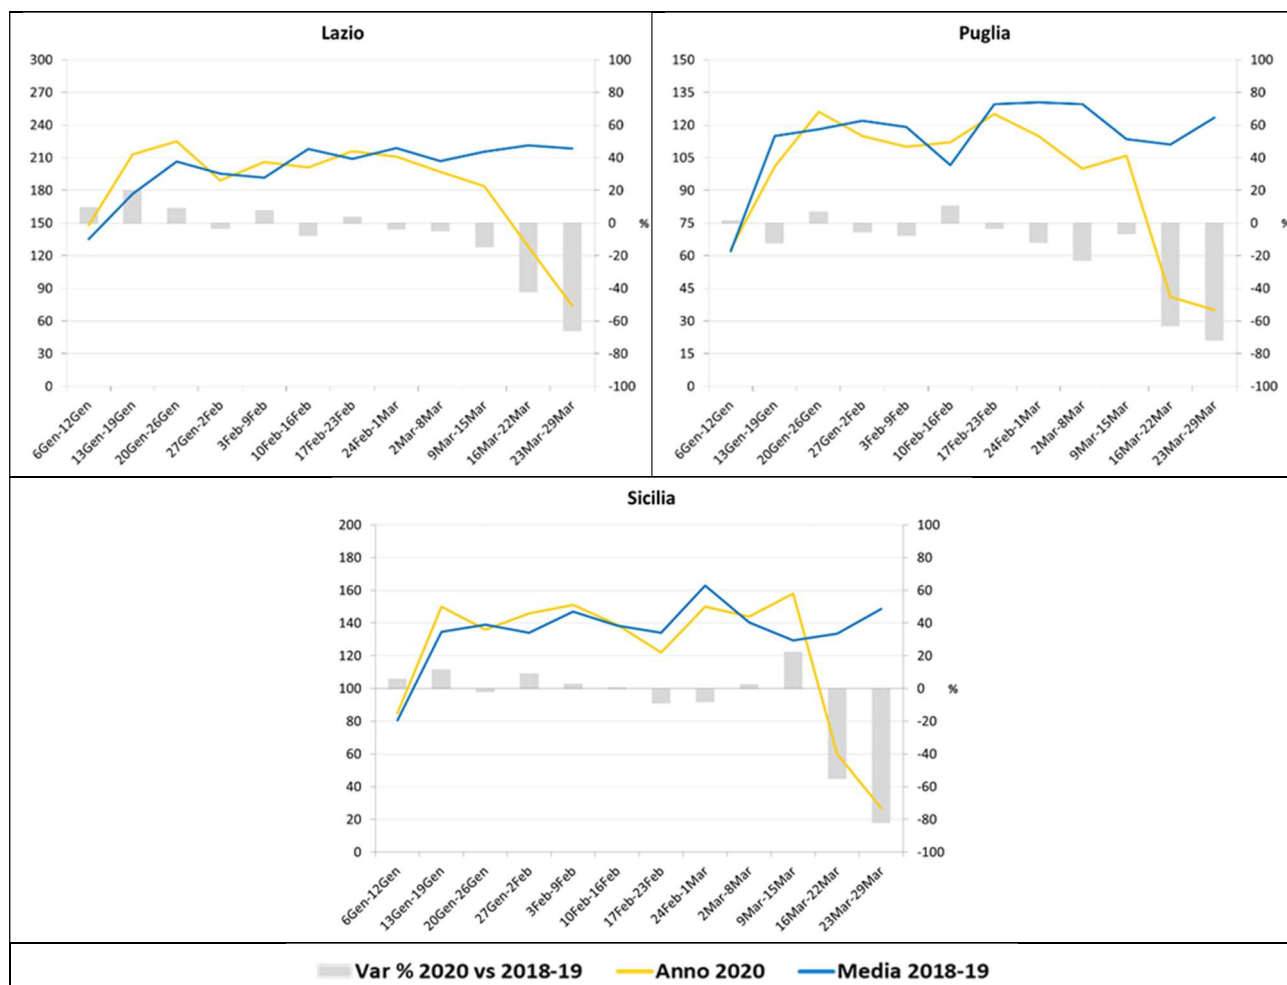 Lazio
300
270
240
210
180
150
120
90
60
30
0
100
80
60
40
20
0
-20
-40
-60
-80
-100
%
6Gen-12Gen
13Gen-19Gen
20Gen-26Gen
27Gen-2Feb
3Feb-9Feb
10Feb-16Feb
17Feb-23Feb
24Feb-1Mar
2Mar-8Mar
9Mar-15Mar
16Mar-22Mar
23Mar-29Mar
Puglia
150
135
120
105
90
75
60
45
30
15
0
100
80
60
40
20
0
-20
-40
-60
-80
-100
%
6Gen-12Gen
13Gen-19Gen
20Gen-26Gen
27Gen-2Feb
3Feb-9Feb
10Feb-16Feb
17Feb-23Feb
24Feb-1Mar
2Mar-8Mar
9Mar-15Mar
16Mar-22Mar
23Mar-29Mar
Sicilia
200
180
160
140
120
100
80
60
40
20
0
100
80
60
40
20
0
-20
-40
-60
-80
-100
%
6Gen-12Gen
13Gen-19Gen
20Gen-26Gen
27Gen-2Feb
3Feb-9Feb
10Feb-16Feb
17Feb-23Feb
24Feb-1Mar
2Mar-8Mar
9Mar-15Mar
16Mar-22Mar
23Mar-29Mar
Var % 2020 vs 2018-19 Anno 2020 Media 2018-19